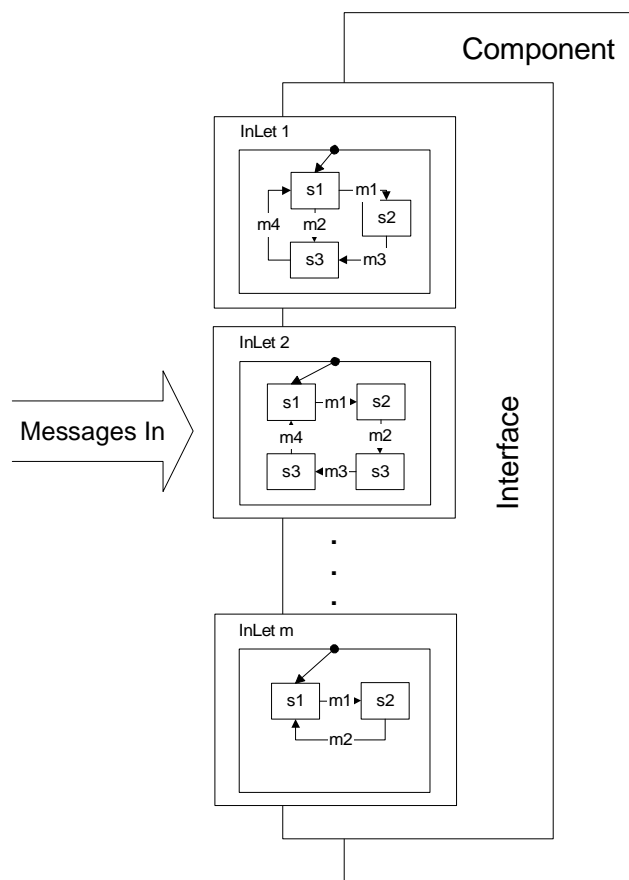 Component
InLet 1
s1
m1
s2
m4
m2
s3
m3
InLet 2
s1
m1
s2
m4
m2
s3
m3
s3
Messages In
Interface
.
.
.
InLet m
s1
m1
s2
m2